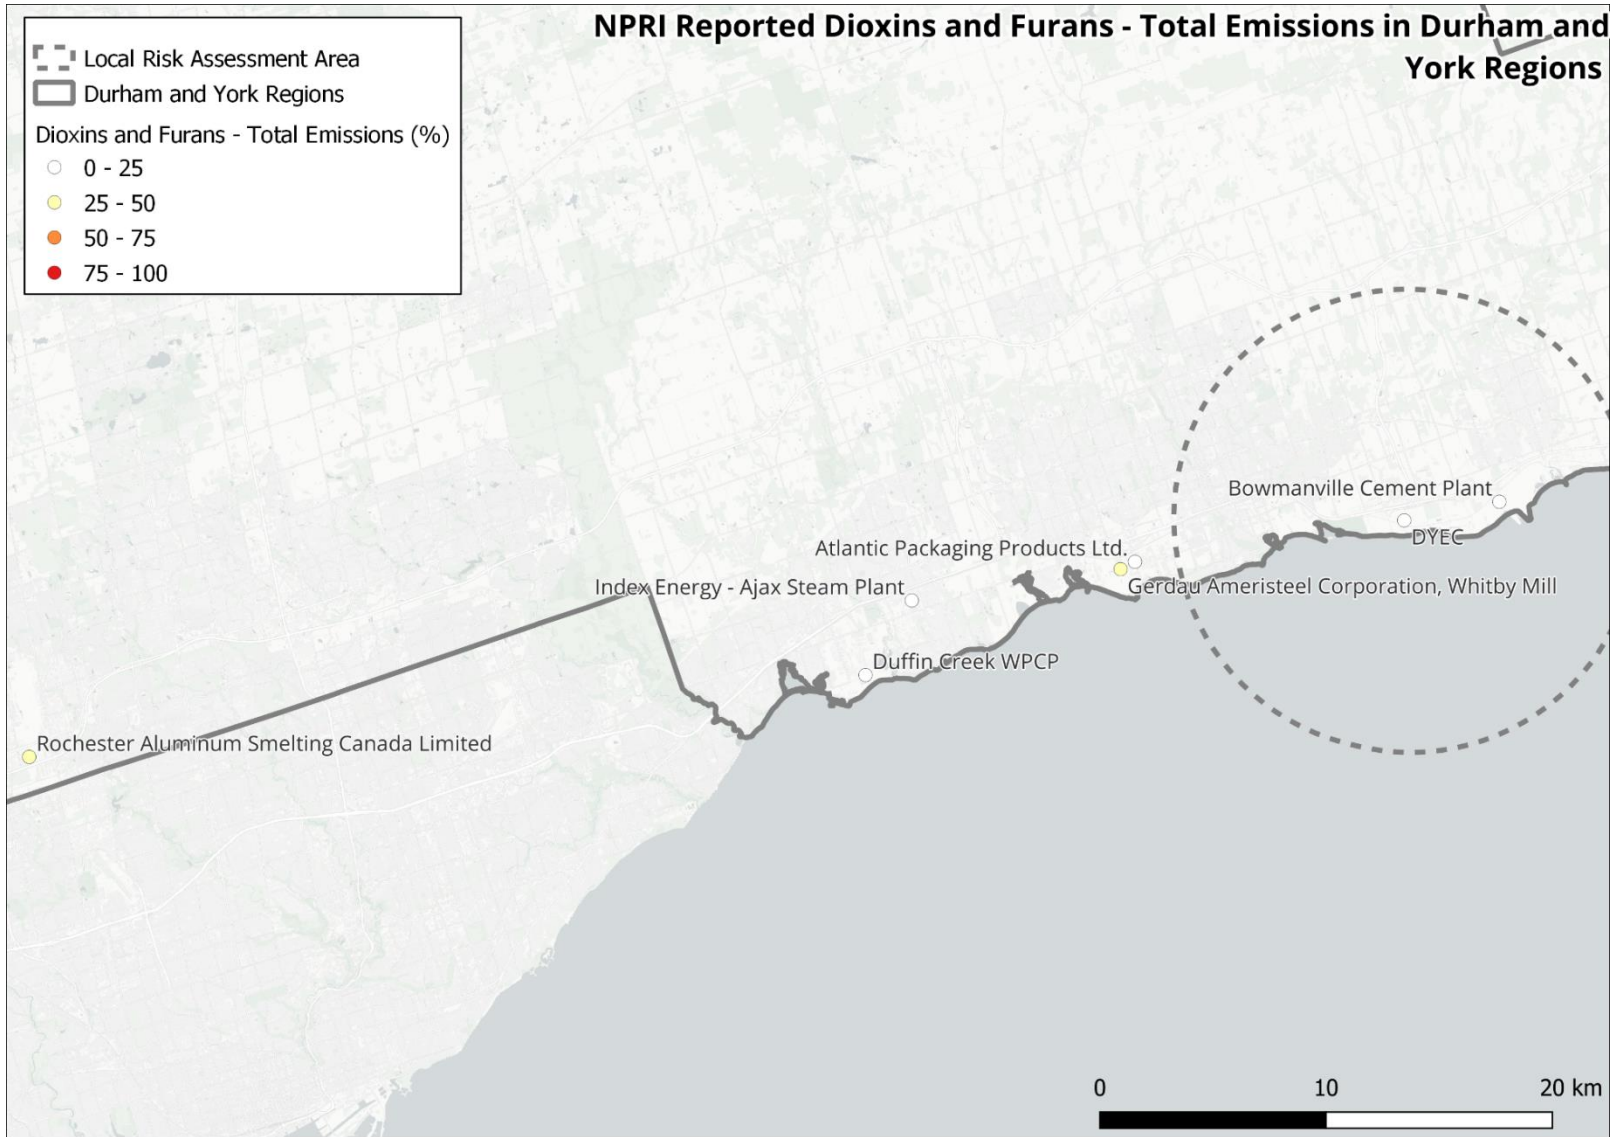 NPRI Reported Dioxins and Furans - Total Emissions in Durham and
York Regions
Local Risk Assessment Area
Durham and York Regions
Dioxins and Furans - Total Emissions (%)
0 - 25
25 - 50
50 - 75
75 - 100
Bowmanville Cement Plant
DYEC
Atlantic Packaging Products Ltd.
Index Energy - Ajax Steam Plant
Gerdau Ameristeel Corporation, Whitby Mill
Duffin Creek WPCP
Rochester Aluminum Smelting Canada Limited
0 10 20 km